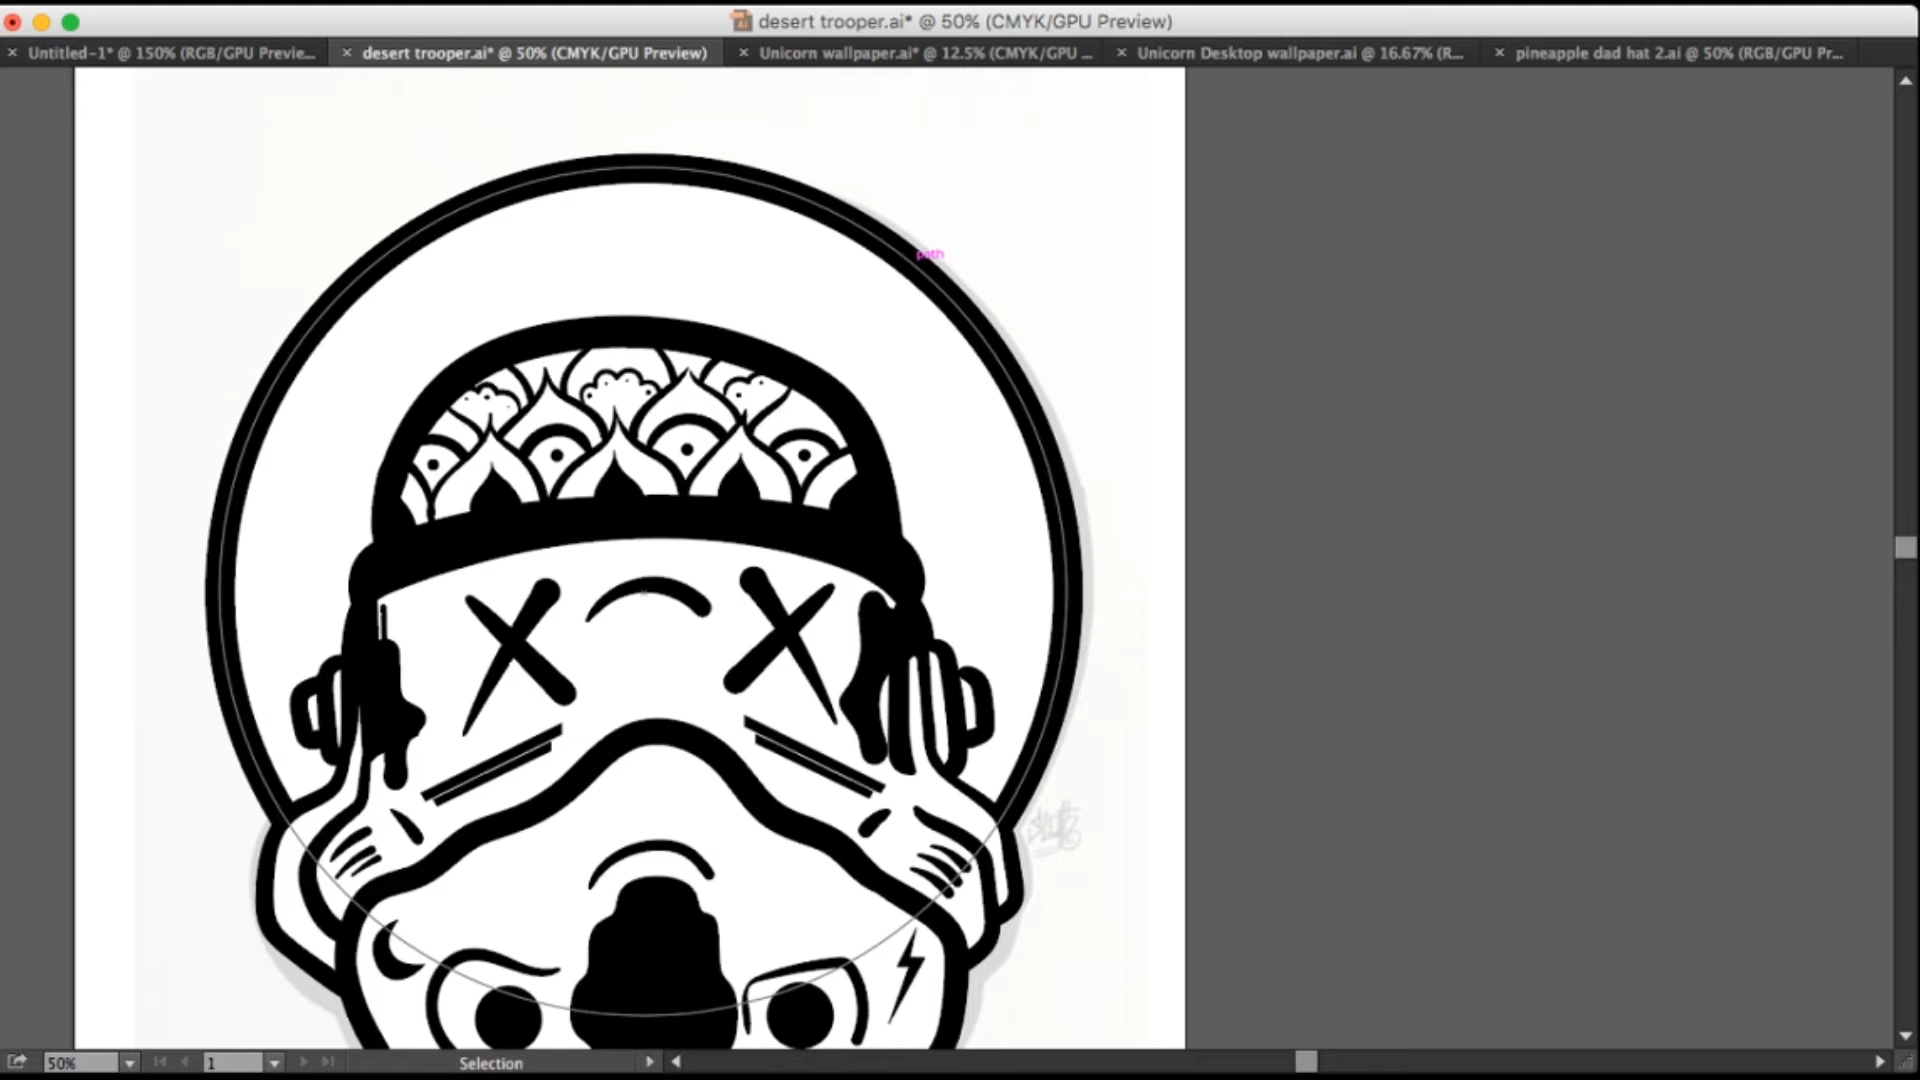 desert trooper.ai* @ 50% (CMYK/GPU Preview)
Untitled-1* @ 150% (RGB/GPU Previe...
desert trooper.ai* @ 50% (CMYK/GPU Preview)
Unicorn wallpaper.ai* @ 12.5% (CMYK/GPU ...
Unicorn Desktop wallpaper.ai @ 16.67% (R...
pineapple dad hat 2.ai @ 50% (RGB/GPU Pr...
path
50%
1
Selection